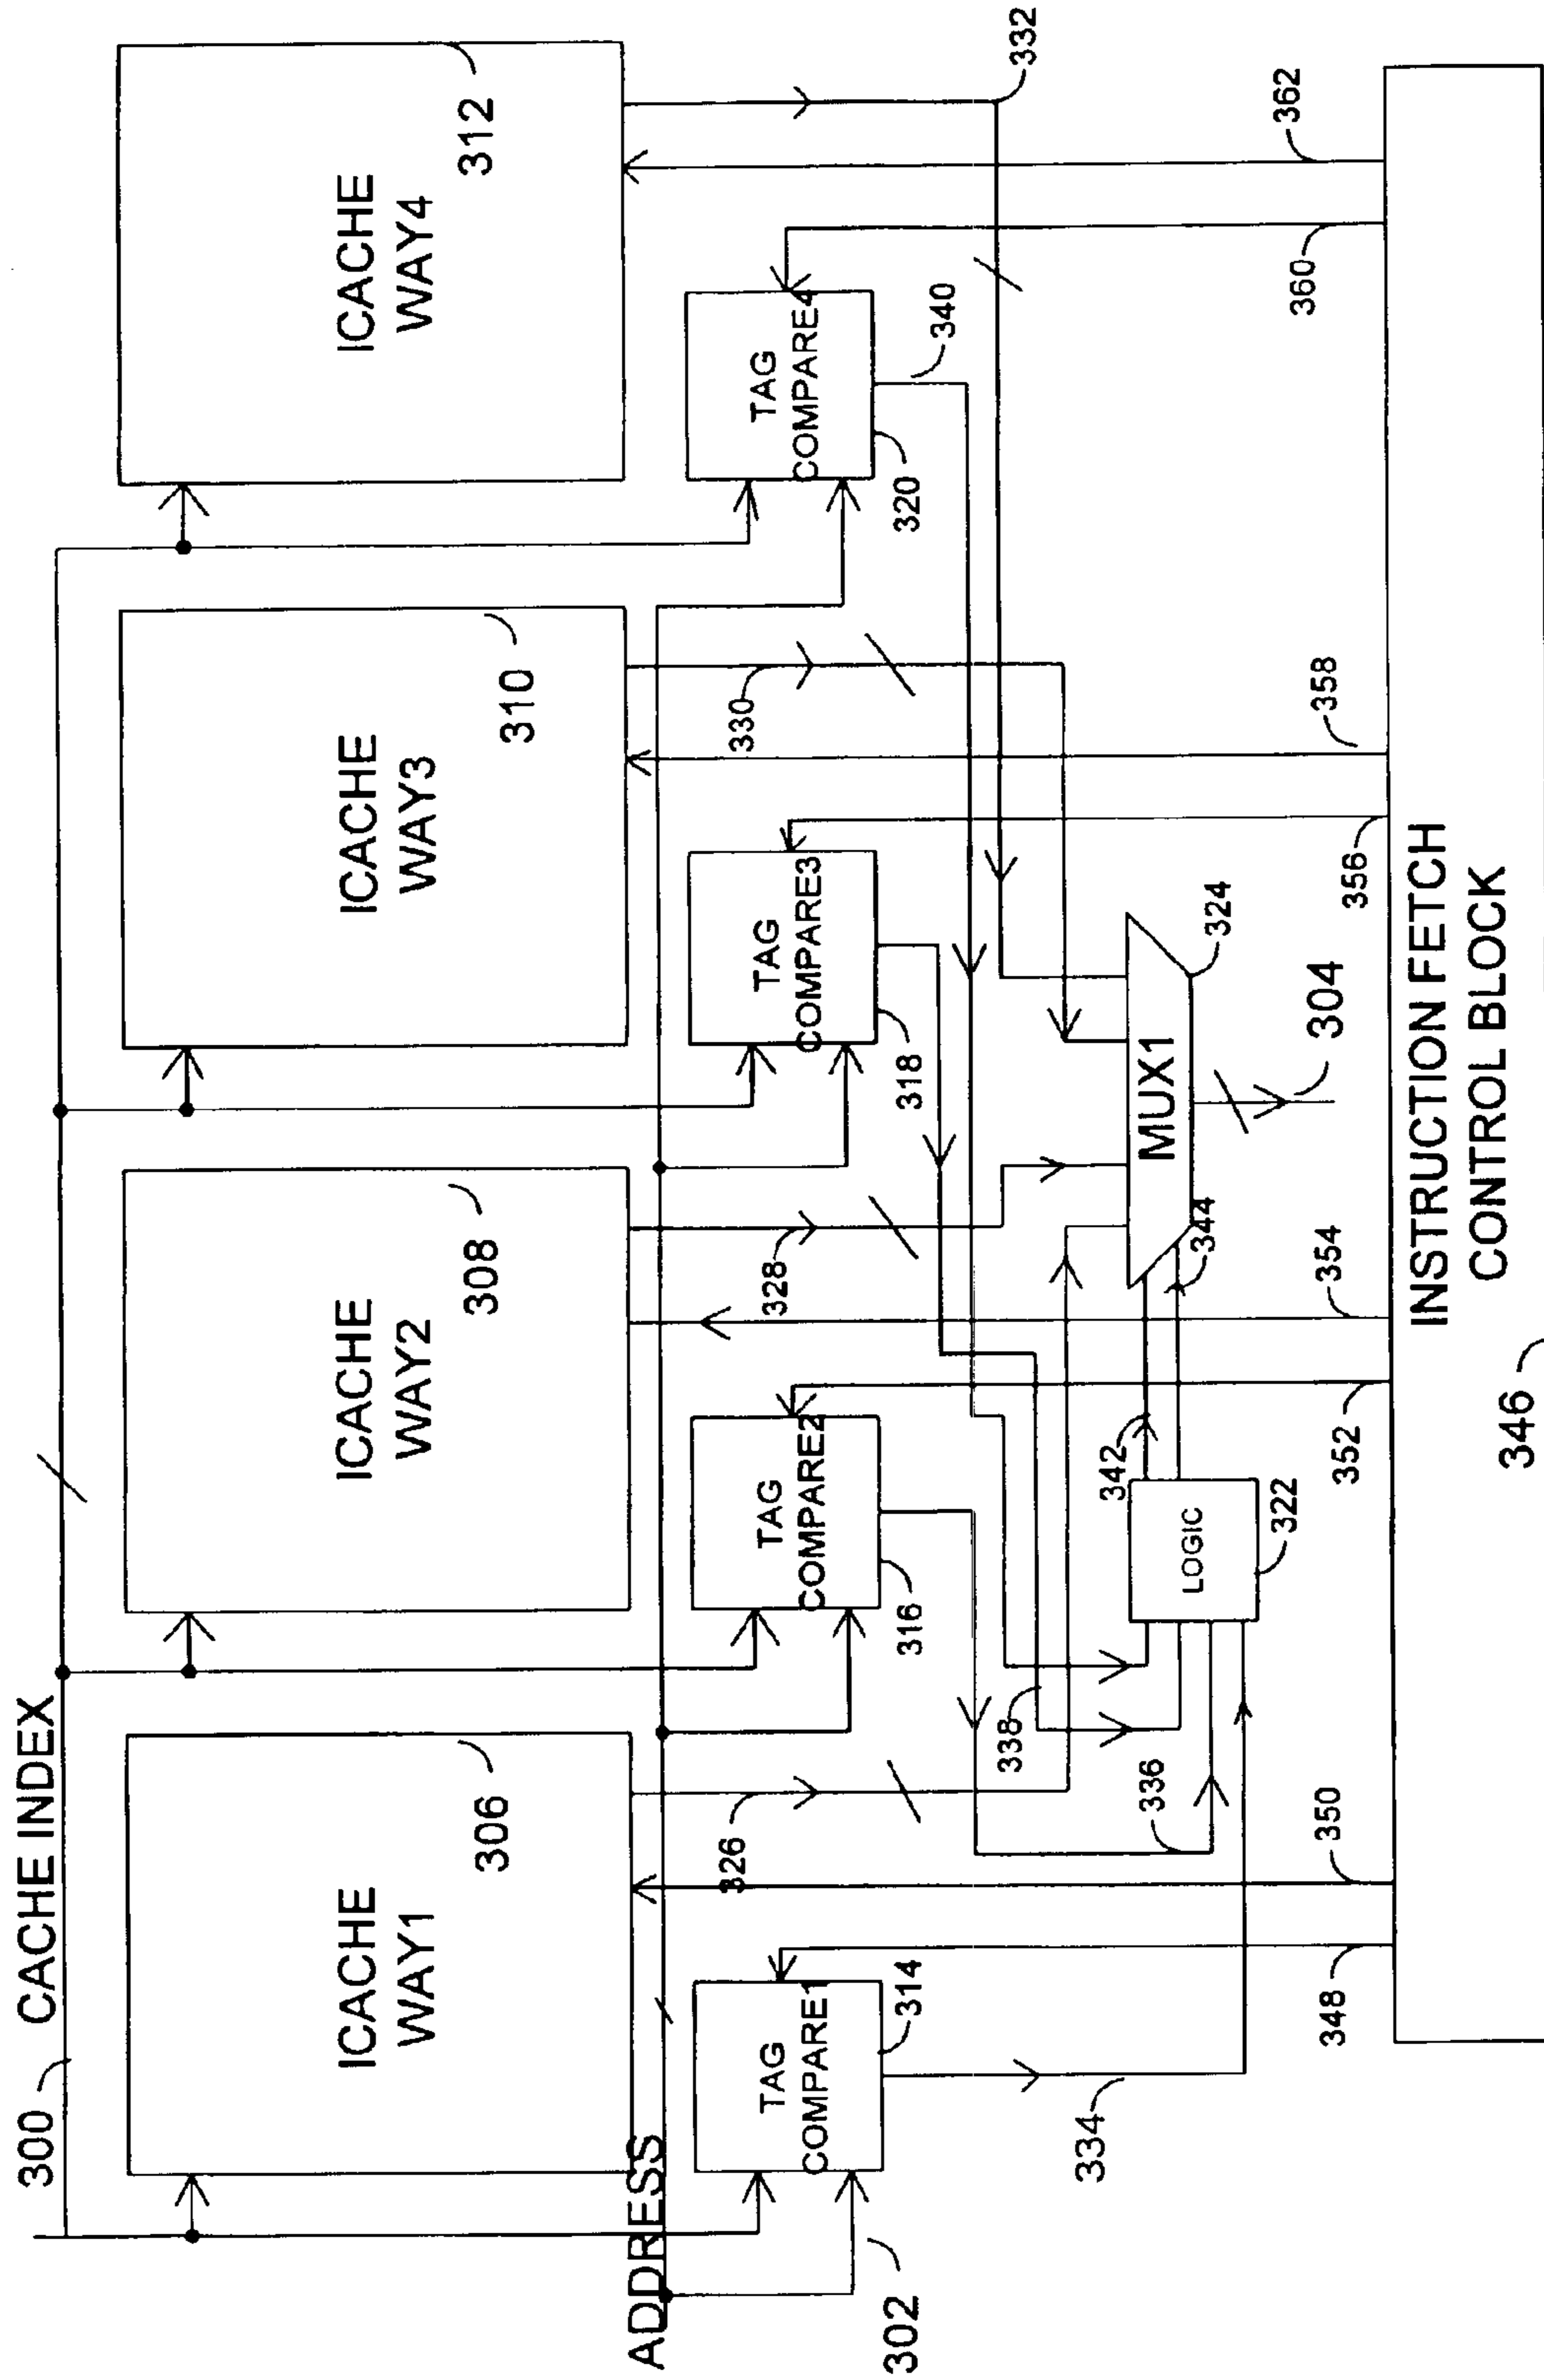 300
CACHE INDEX
ICACHE
WAY1
306
ICACHE
WAY2
308
ICACHE
WAY3
310
ICACHE
WAY4
312
ADDRESS
302
TAG
COMPARE1
314
326
TAG
COMPARE2
316
328
TAG
COMPARE3
318
330
TAG
COMPARE4
320
340
332
334
336
338
LOGIC
322
342
344
MUX1
324
304
348
350
352
354
356
358
360
362
INSTRUCTION FETCH
CONTROL BLOCK
346